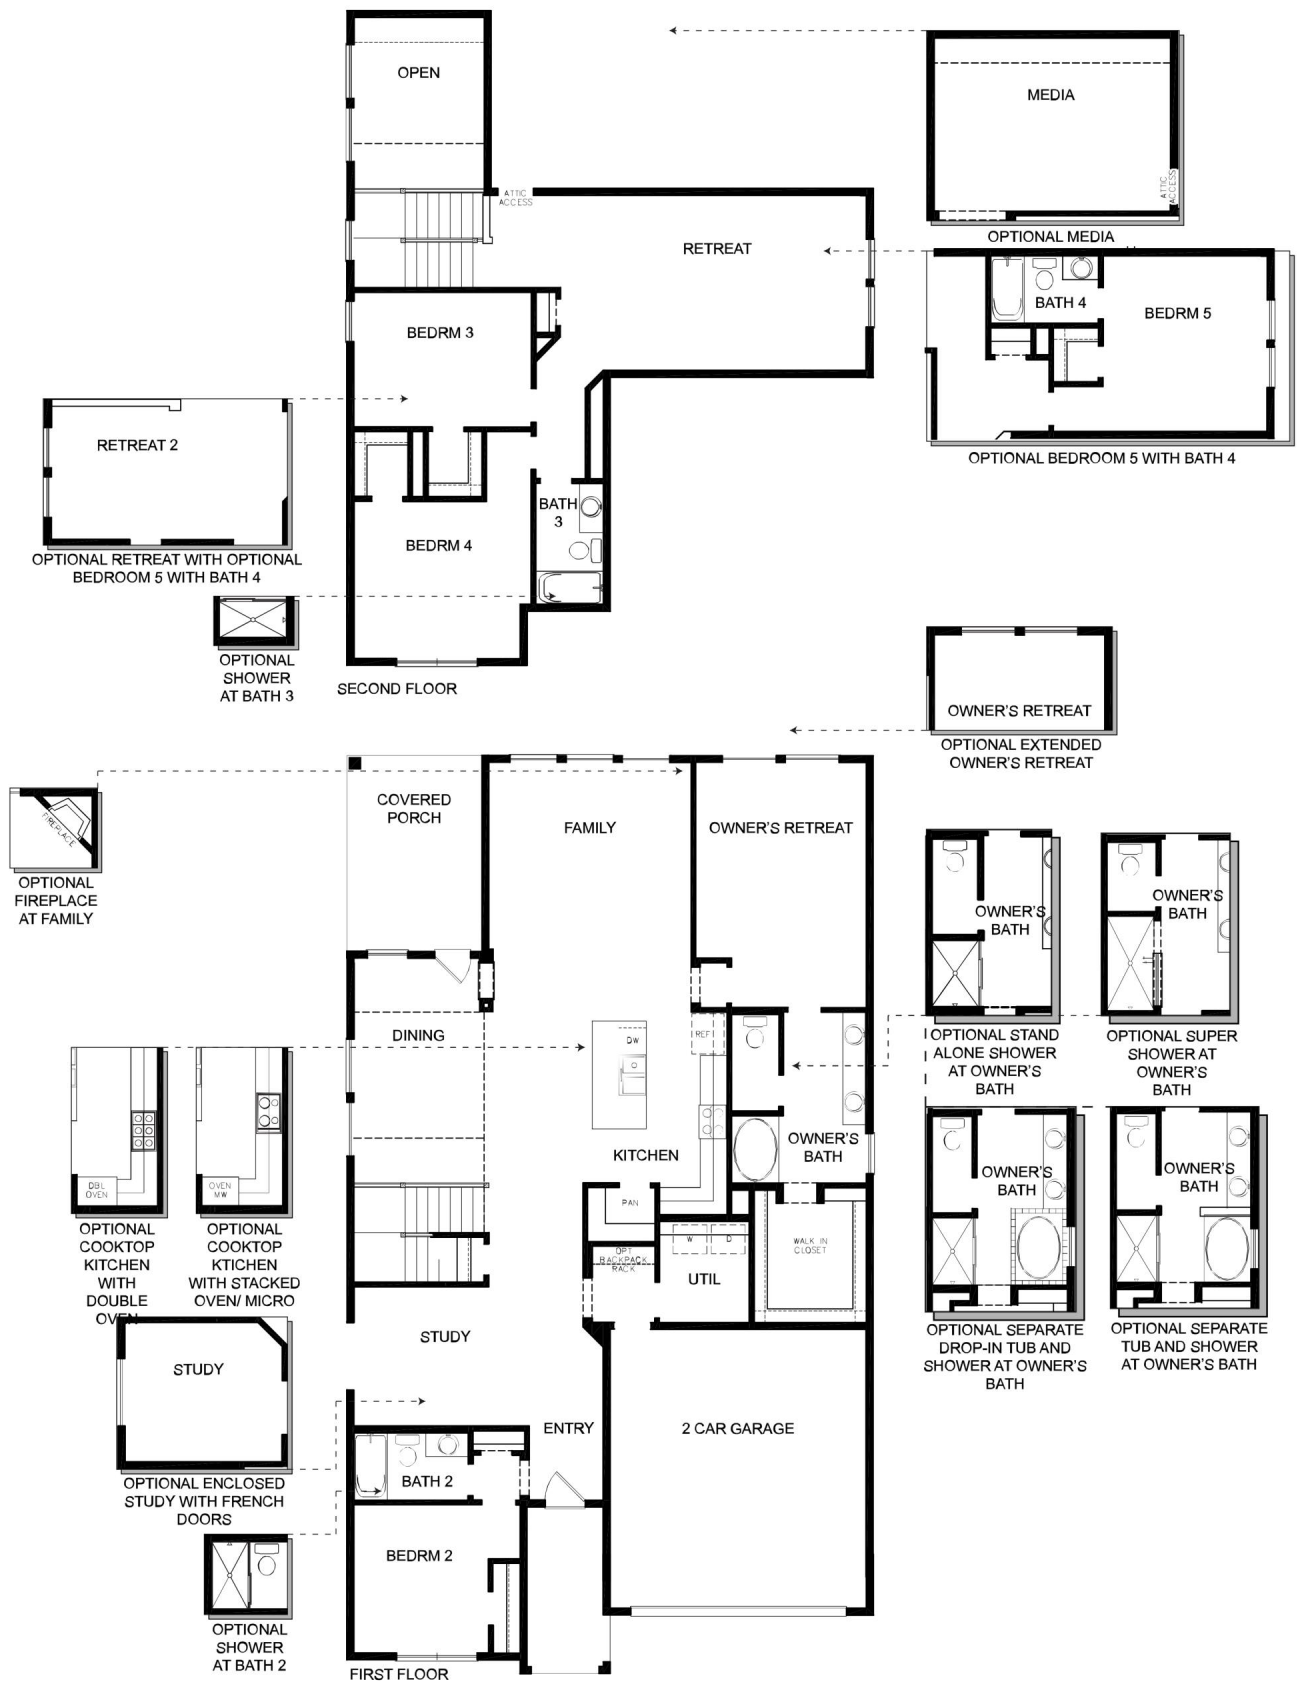 OPEN
MEDIA
ATTIC
ACCESS
OPTIONAL MEDIA
ATTIC
ACCESS
RETREAT
BATH 4
BEDRM 5
OPTIONAL BEDROOM 5 WITH BATH 4
BEDRM 3
RETREAT 2
OPTIONAL RETREAT WITH OPTIONAL
BEDROOM 5 WITH BATH 4
BATH
3
BEDRM 4
OPTIONAL
SHOWER
AT BATH 3
SECOND FLOOR
OWNER'S RETREAT
OPTIONAL EXTENDED
OWNER'S RETREAT
COVERED
PORCH
FAMILY
OWNER'S RETREAT
FIREPLACE
OPTIONAL
FIREPLACE
AT FAMILY
OWNER'S
BATH
OPTIONAL STAND
ALONE SHOWER
AT OWNER'S
BATH
OWNER'S
BATH
OPTIONAL SUPER
SHOWER AT
OWNER'S
BATH
DINING
DW
REF
KITCHEN
OWNER'S
BATH
PAN
OPT
BACKPACK
RACK
W
D
UTIL
WALK IN
CLOSET
DBL
OVEN
OPTIONAL
COOKTOP
KITCHEN
WITH
DOUBLE
OVEN
OVEN
MW
OPTIONAL
COOKTOP
KTICHEN
WITH STACKED
OVEN/ MICRO
OWNER'S
BATH
OPTIONAL SEPARATE
DROP-IN TUB AND
SHOWER AT OWNER'S
BATH
OWNER'S
BATH
OPTIONAL SEPARATE
TUB AND SHOWER
AT OWNER'S BATH
STUDY
STUDY
OPTIONAL ENCLOSED
STUDY WITH FRENCH
DOORS
ENTRY
2 CAR GARAGE
BATH 2
BEDRM 2
OPTIONAL
SHOWER
AT BATH 2
FIRST FLOOR